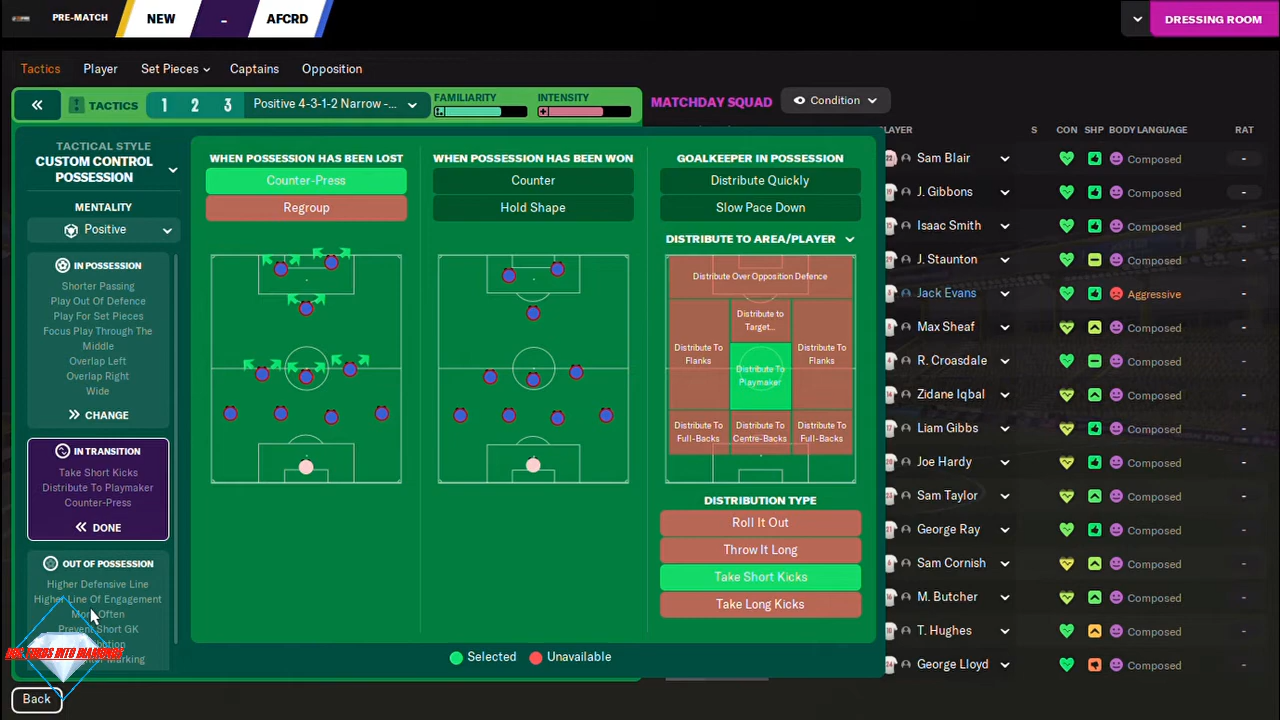 PRE-MATCH
NEW
-
AFCRD
DRESSING ROOM
Tactics
Player
Set Pieces
Captains
Opposition
TACTICS
1 2 3
Positive 4-3-1-2 Narrow -...
FAMILIARITY
INTENSITY
MATCHDAY SQUAD
Condition
TACTICAL STYLE
CUSTOM CONTROL
POSSESSION
MENTALITY
Positive
IN POSSESSION
Shorter Passing
Play Out Of Defence
Play For Set Pieces
Focus Play Through The
Middle
Overlap Left
Overlap Right
Wide
CHANGE
IN TRANSITION
Take Short Kicks
Distribute To Playmaker
Counter-Press
DONE
OUT OF POSSESSION
Higher Defensive Line
Higher Line Of Engagement
More Often
Prevent Short GK
Marking
WHEN POSSESSION HAS BEEN LOST
Counter-Press
Regroup
WHEN POSSESSION HAS BEEN WON
Counter
Hold Shape
GOALKEEPER IN POSSESSION
Distribute Quickly
Slow Pace Down
DISTRIBUTE TO AREA/PLAYER
Distribute Over Opposition Defence
Distribute to
Target...
Distribute To
Flanks
Distribute To
Playmaker
Distribute To
Flanks
Distribute To
Full-Backs
Distribute To
Centre-Backs
Distribute To
Full-Backs
DISTRIBUTION TYPE
Roll It Out
Throw It Long
Take Short Kicks
Take Long Kicks
Selected
Unavailable
PLAYER S CON SHP BODY LANGUAGE RAT
Sam Blair Composed -
J. Gibbons Composed -
Isaac Smith Composed -
J. Staunton Composed -
Jack Evans Aggressive -
Max Sheaf Composed -
R. Croasdale Composed -
Zidane Iqbal Composed -
Liam Gibbs Composed -
Joe Hardy Composed -
Sam Taylor Composed -
George Ray Composed -
Sam Cornish Composed -
M. Butcher Composed -
T. Hughes Composed -
George Lloyd Composed -
Back